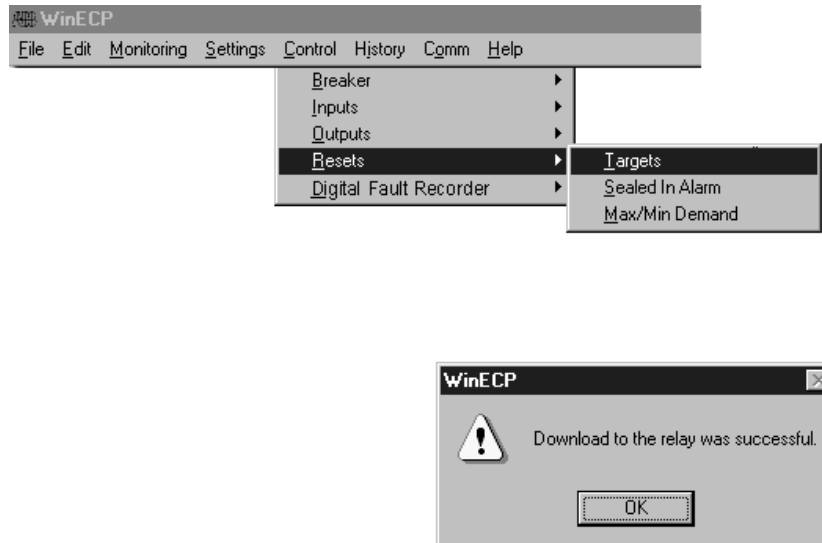 WinECP
File Edit Monitoring Settings Control History Comm Help
Breaker
Inputs
Outputs
Resets
Targets
Digital Fault Recorder
Sealed In Alarm
Max/Min Demand
WinECP
Download to the relay was successful.
OK